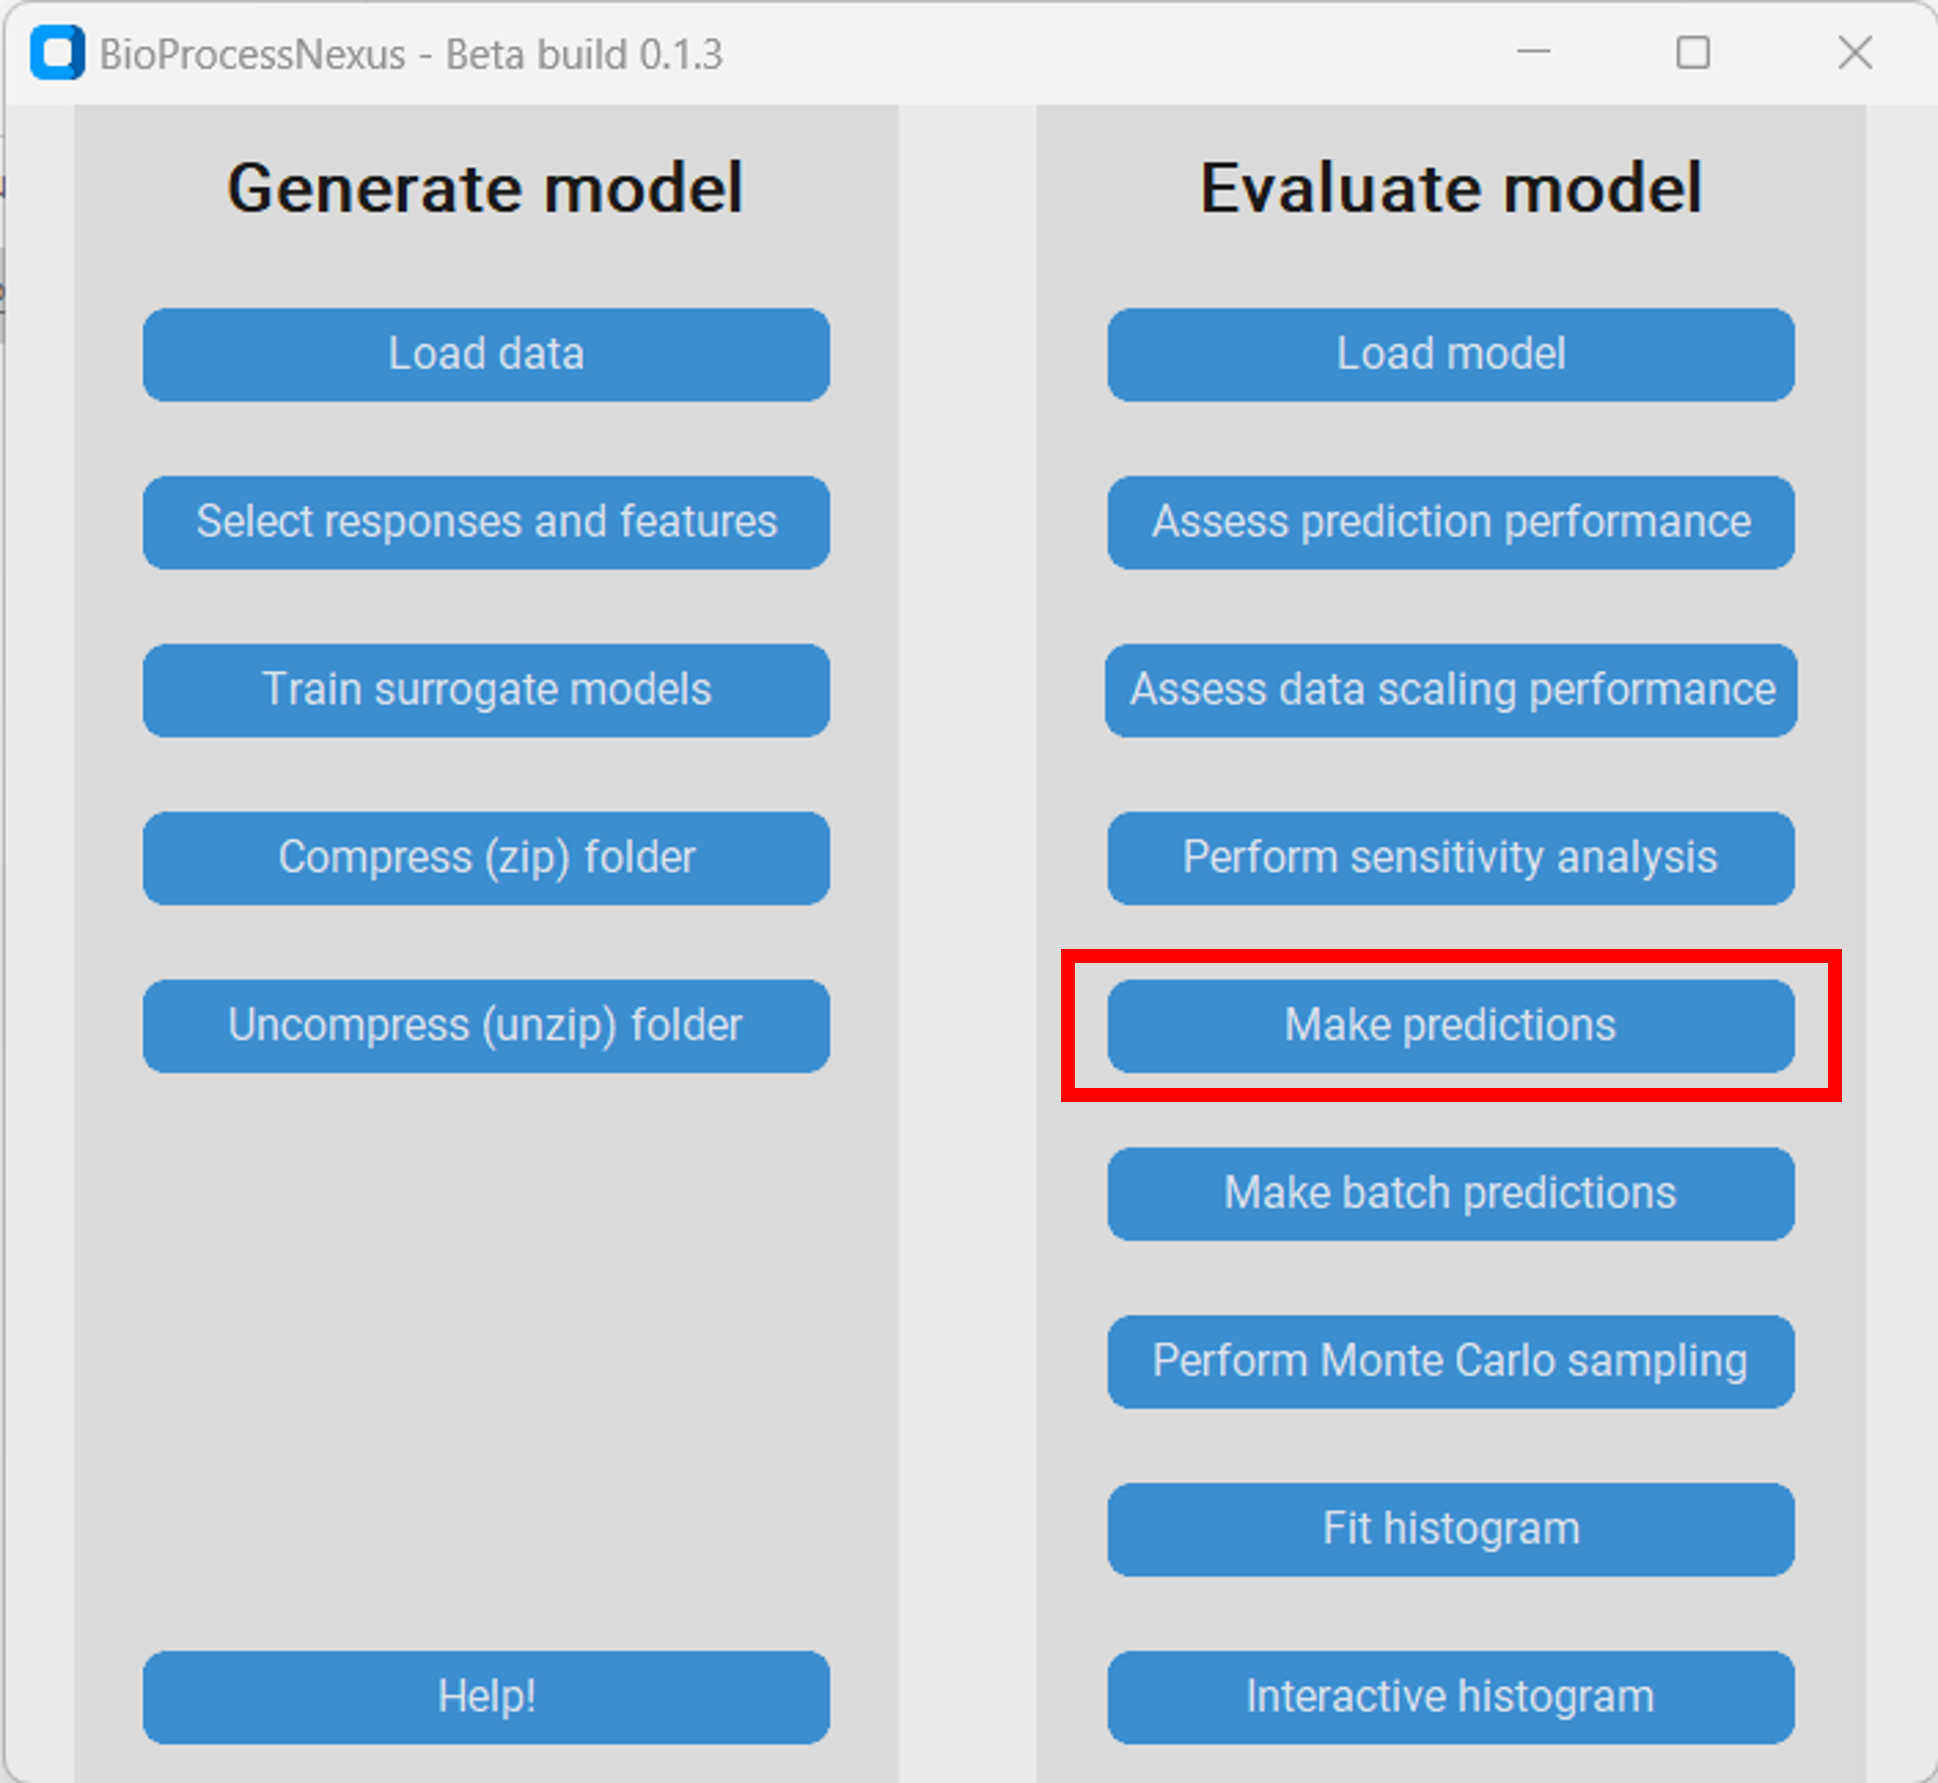 BioProcessNexus - Beta build 0.1.3
Generate model
Load data
Select responses and features
Train surrogate models
Compress (zip) folder
Uncompress (unzip) folder
Help!
Evaluate model
Load model
Assess prediction performance
Assess data scaling performance
Perform sensitivity analysis
Make predictions
Make batch predictions
Perform Monte Carlo sampling
Fit histogram
Interactive histogram